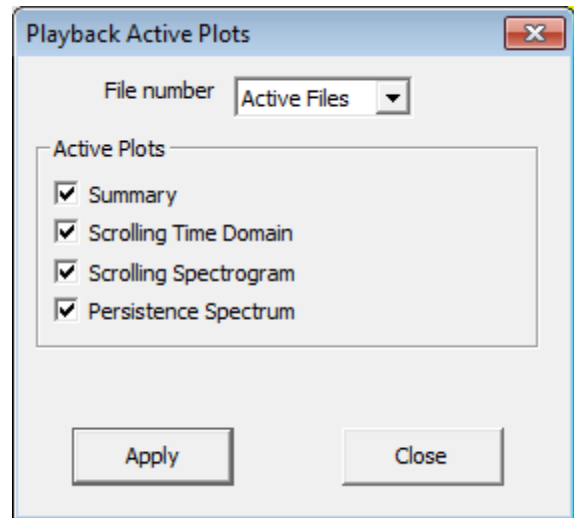 Playback Active Plots
File number Active Files
Active Plots
Summary
Scrolling Time Domain
Scrolling Spectrogram
Persistence Spectrum
Apply Close